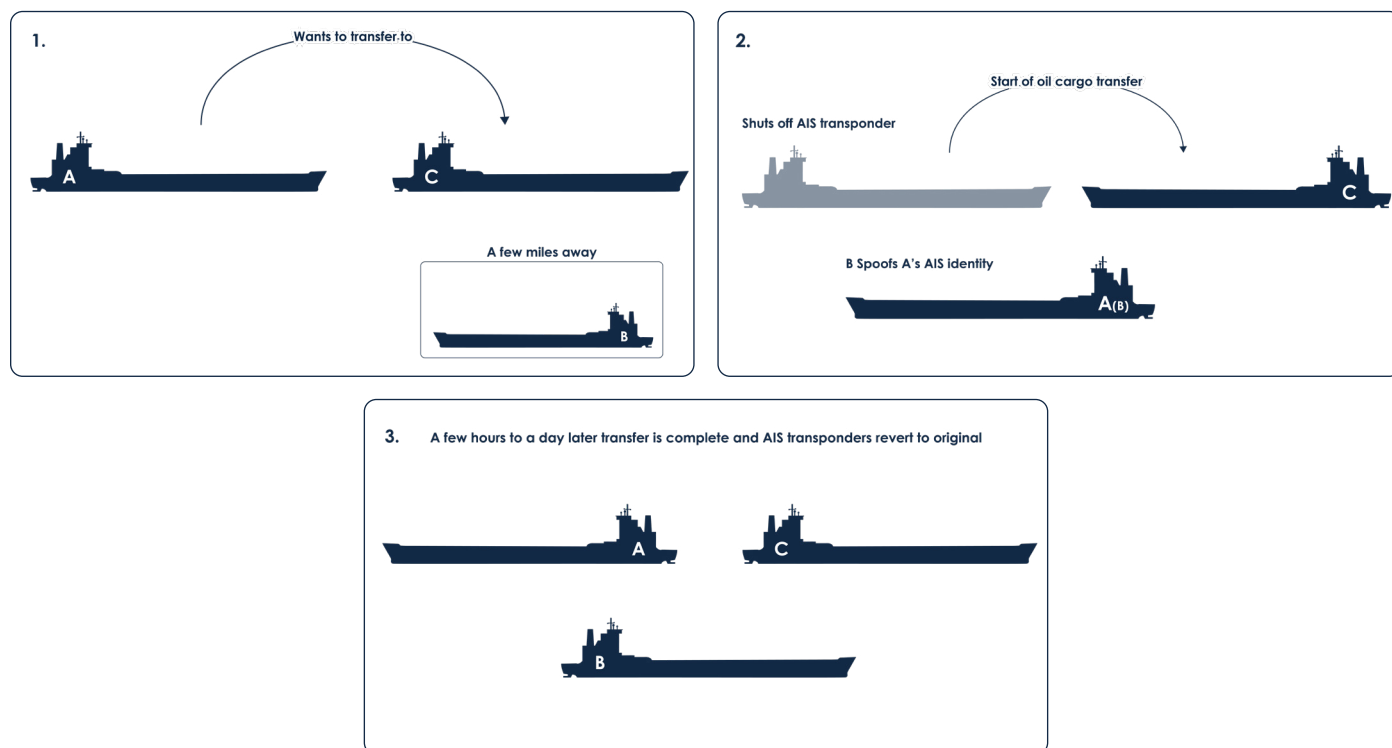 1.
Wants to transfer to
A
C
A few miles away
B
2.
Start of oil cargo transfer
Shuts off AIS transponder
C
B Spoofs A's AIS identity
A(B)
3. A few hours to a day later transfer is complete and AIS transponders revert to original
A
C
B